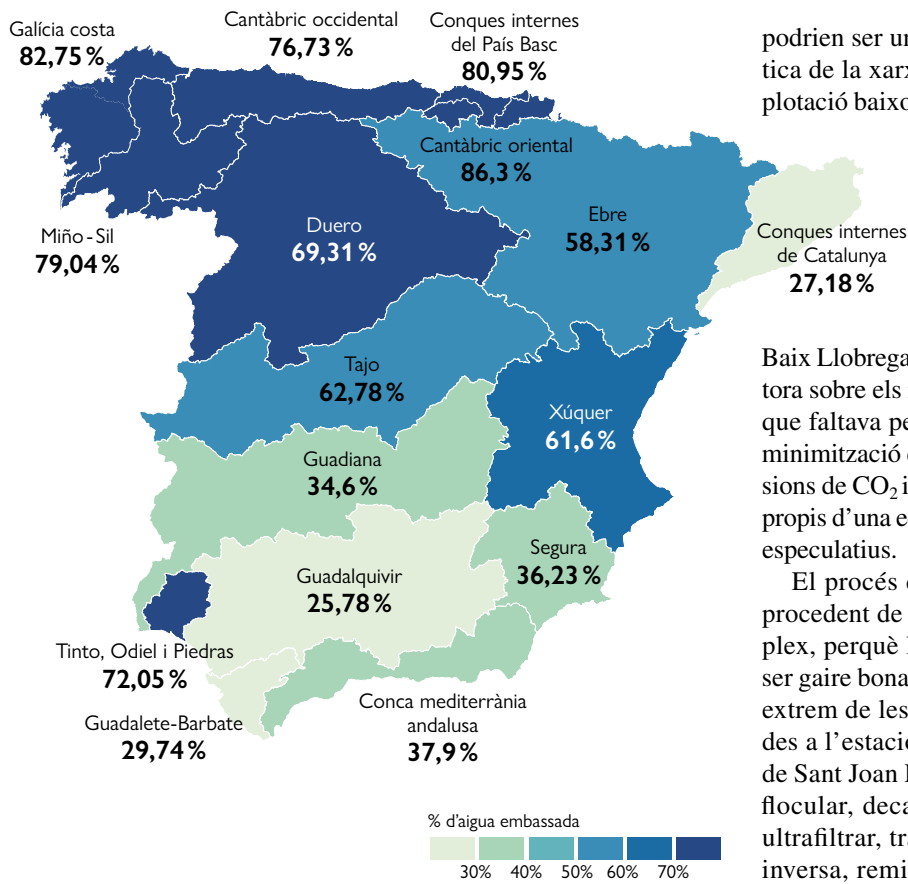 Galícia costa
82,75 %
Cantàbric occidental
76,73 %
Conques internes
del País Basc
80,95 %
Cantàbric oriental
86,3 %
Miño-Sil
79,04 %
Duero
69,31 %
Ebre
58,31 %
Conques internes
de Catalunya
27,18 %
Tajo
62,78 %
Xúquer
61,6 %
Guadiana
34,6 %
Segura
36,23 %
Guadalquivir
25,78 %
Tinto, Odiel i Piedras
72,05 %
Guadalete-Barbate
29,74 %
Conca mediterrània
andalusa
37,9 %
% d'aigua embassada
30% 40% 50% 60% 70%
podrien ser un
tica de la xarx
plotació baixo
Baix Llobrega
tora sobre els
que faltava pe
minimització
sions de CO₂ i
propis d'una e
especulatius.
El procés
procedent de
plex, perquè
ser gaire bona
extrem de les
des a l'estació
de Sant Joan
flocular, deca
ultrafiltrar, tra
inversa, remi